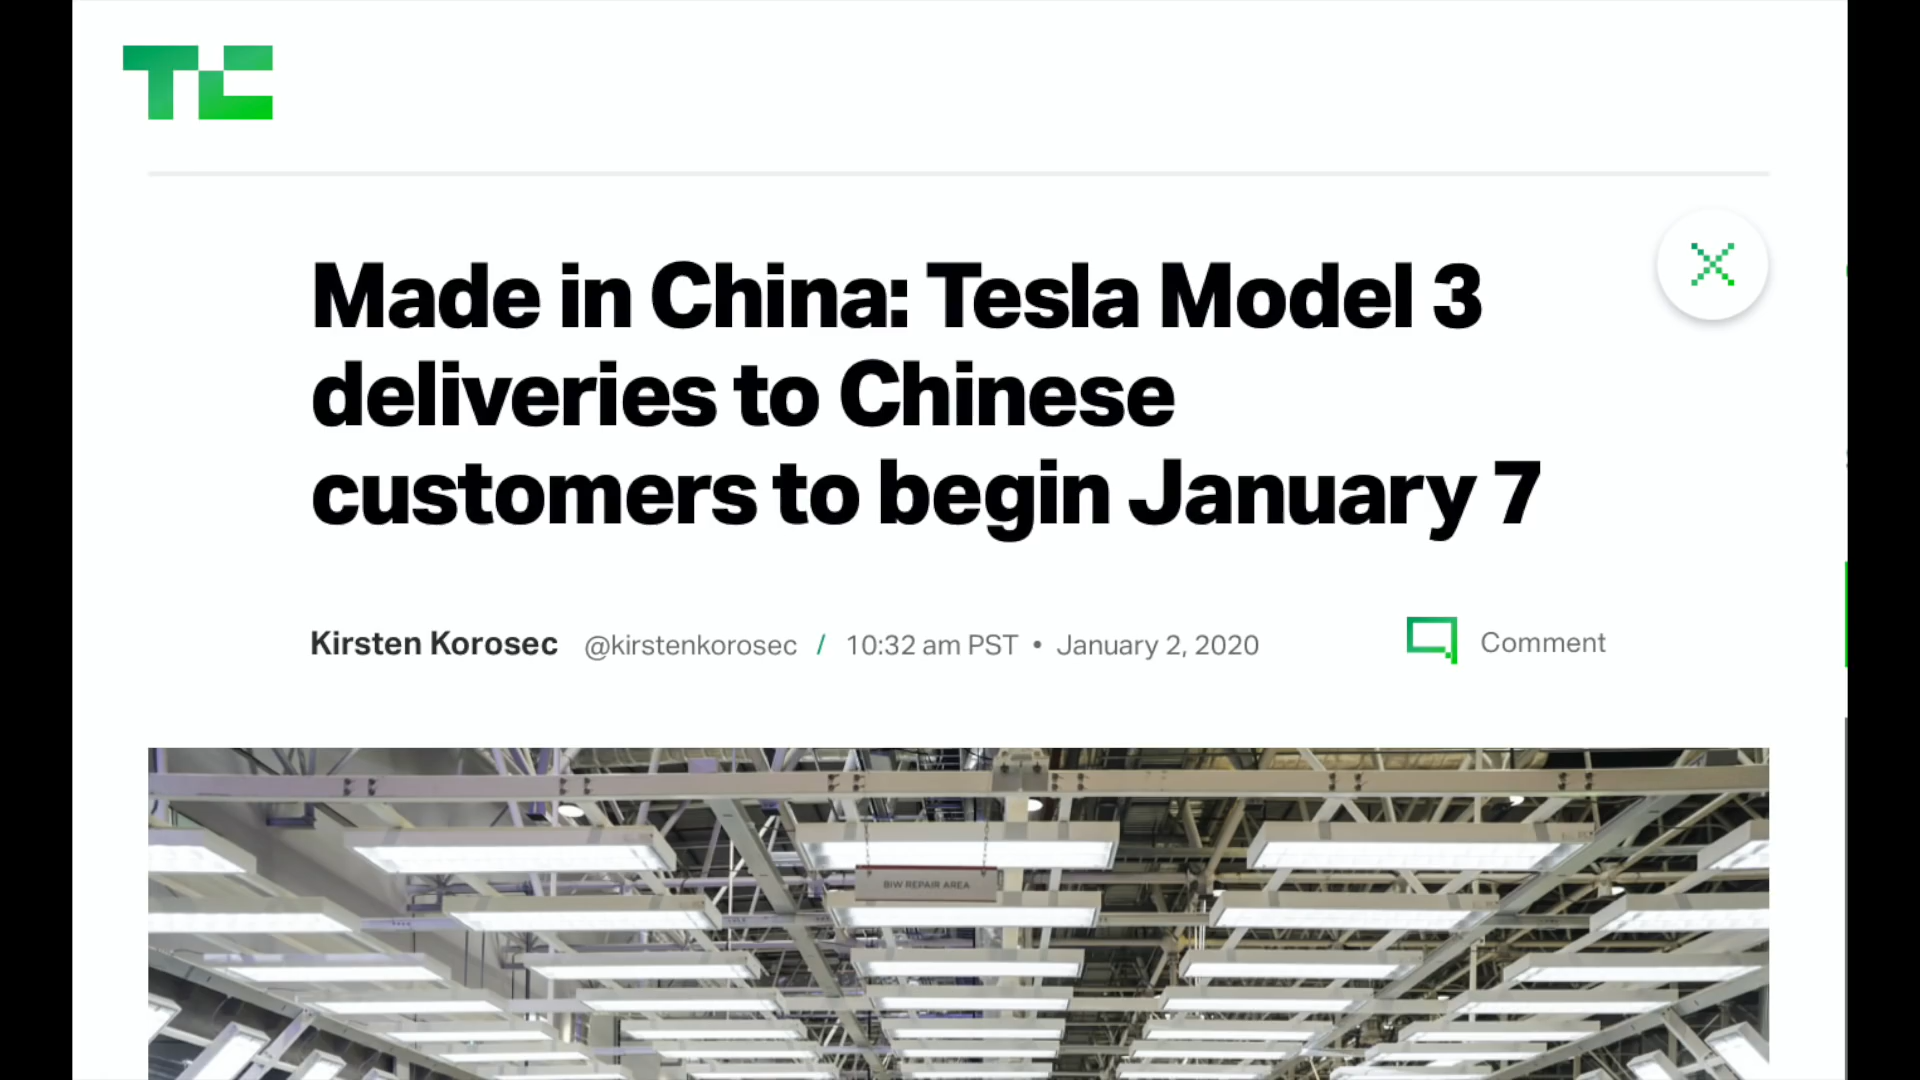 TC
Made in China: Tesla Model 3
deliveries to Chinese
customers to begin January 7
Kirsten Korosec @kirstenkorosec / 10:32 am PST • January 2, 2020 Comment
BIW REPAIR AREA